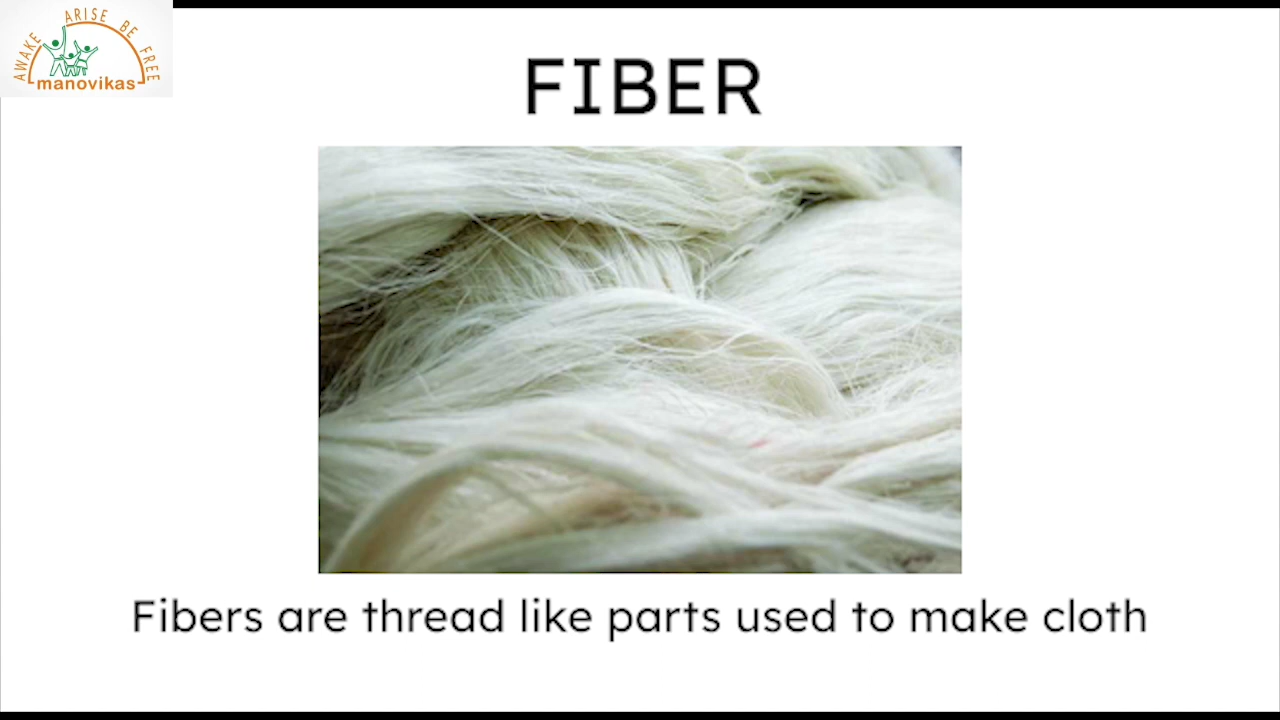 AWAKE ARISE BE FREE
manovikas
FIBER
Fibers are thread like parts used to make cloth